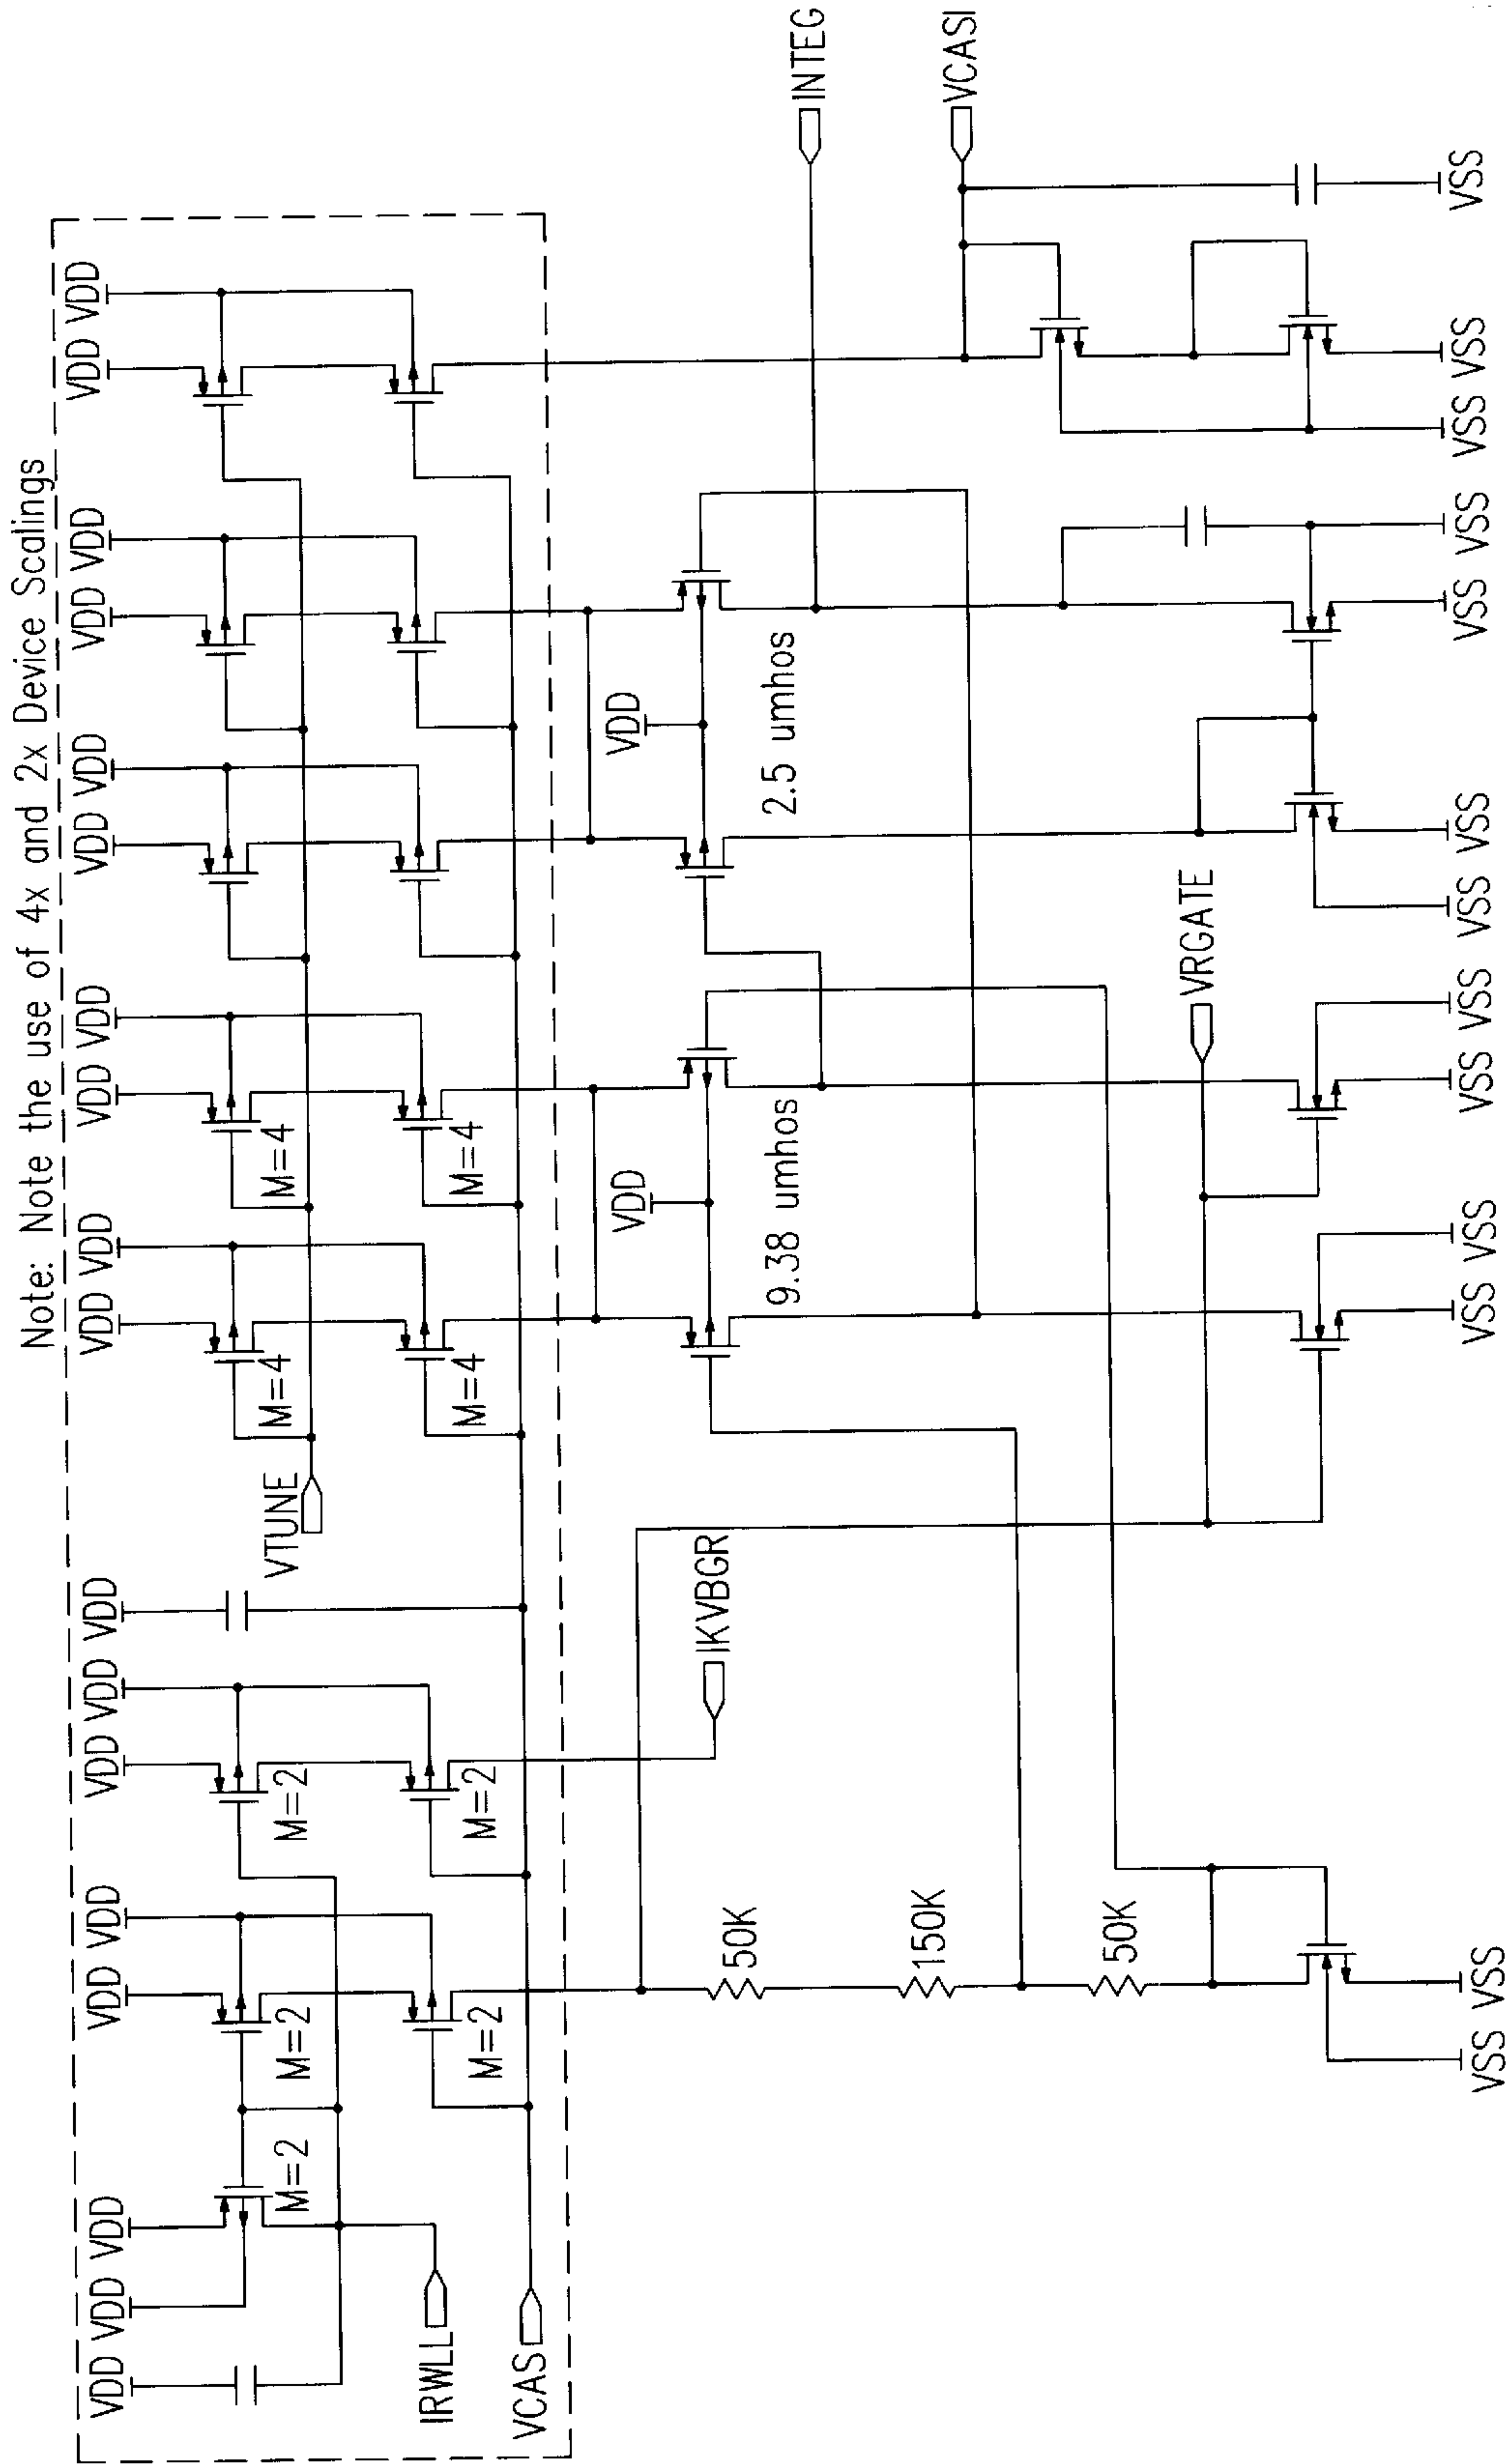 Note: Note the use of 4x and 2x Device Scalings
VDD VDD VDD VDD VDD VDD VDD VDD VDD VDD VDD VDD VDD VDD VDD VDD VDD VDD
M=2
M=2
M=2
M=4
M=4
M=2
M=2
M=4
M=4
VTUNE
IRWLL
VCAS
IKVBGR
VDD
VDD
9.38 umhos
2.5 umhos
INTEG
VCASI
VRGATE
50K
150K
50K
VSS VSS VSS VSS VSS VSS VSS VSS VSS VSS VSS VSS VSS